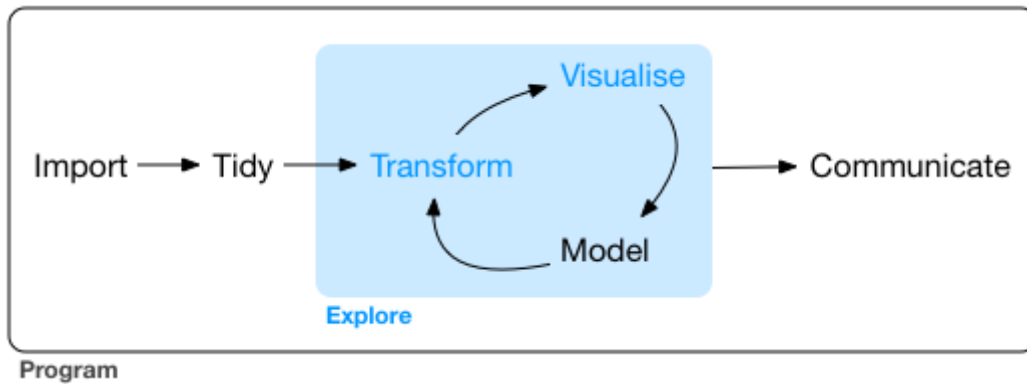 Visualise
Import Tidy Transform Communicate
Model
Explore
Program